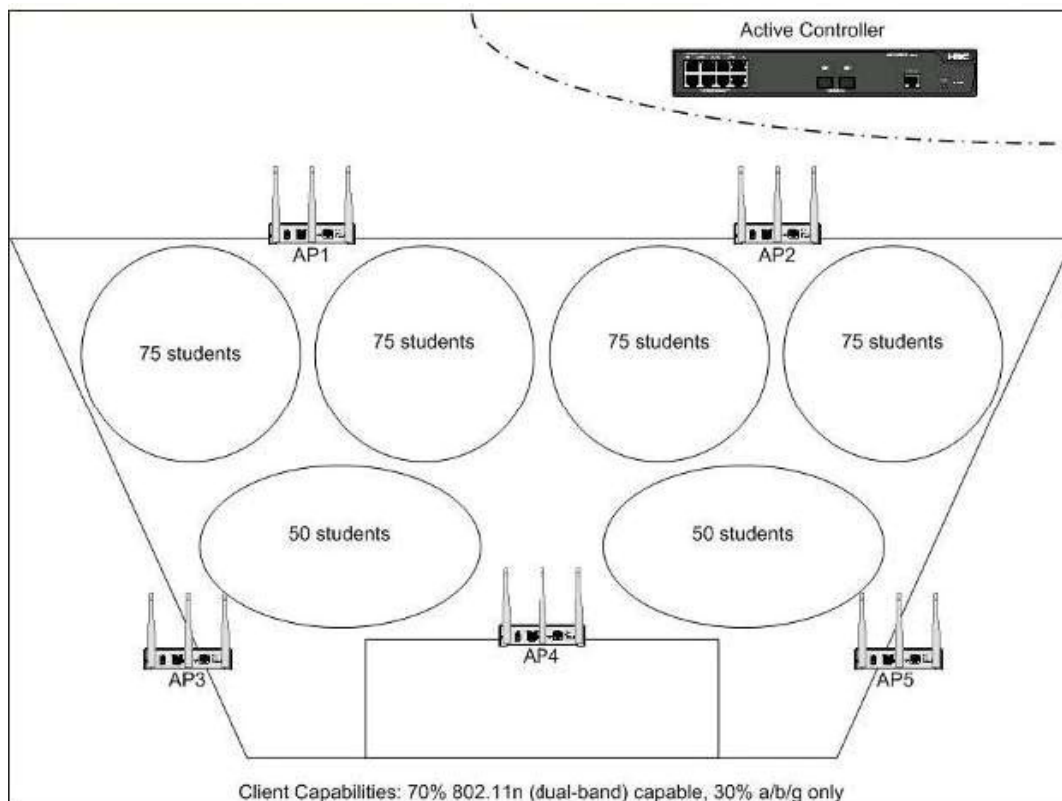 Active Controller
H3C
AP1
AP2
75 students
75 students
75 students
75 students
50 students
50 students
AP4
AP3
AP5
Client Capabilities: 70% 802.11n (dual-band) capable, 30% a/b/g only